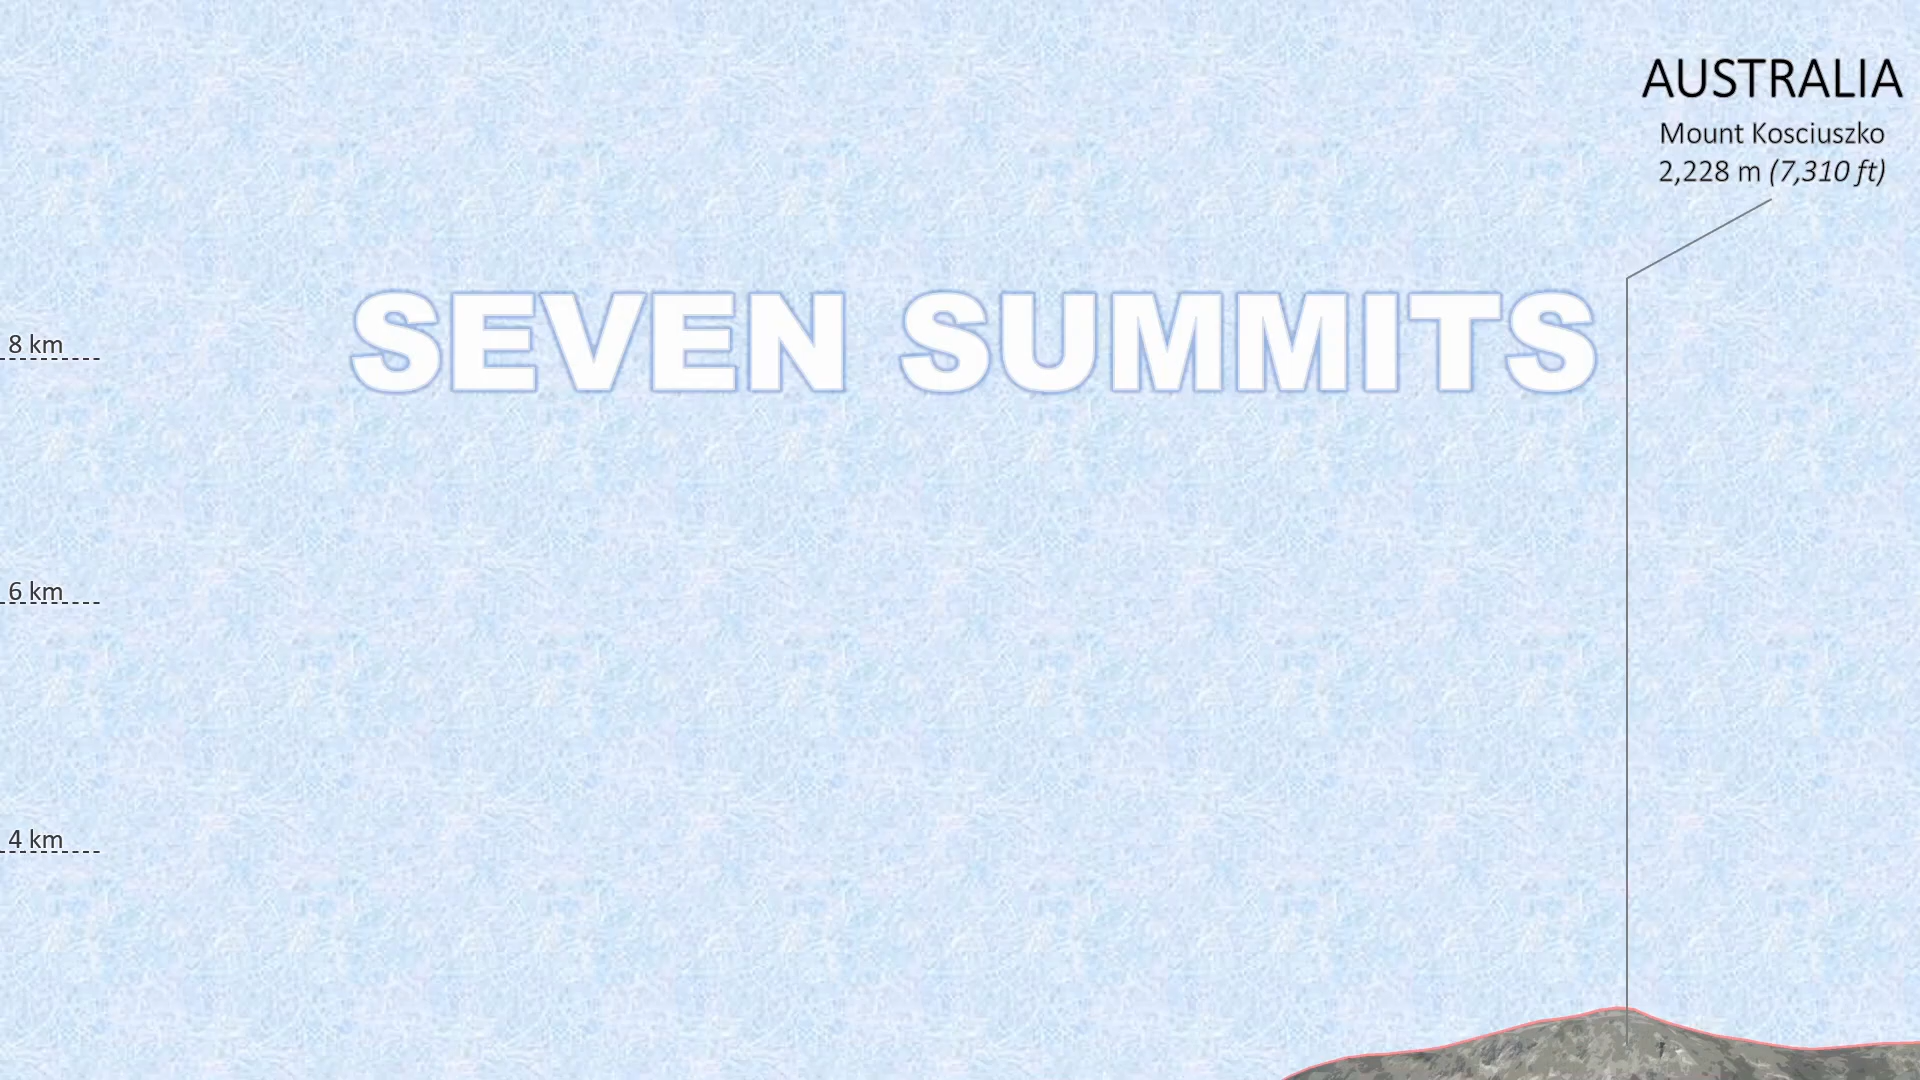 AUSTRALIA
Mount Kosciuszko
2,228 m (7,310 ft)
SEVEN SUMMITS
8 km
6 km
4 km